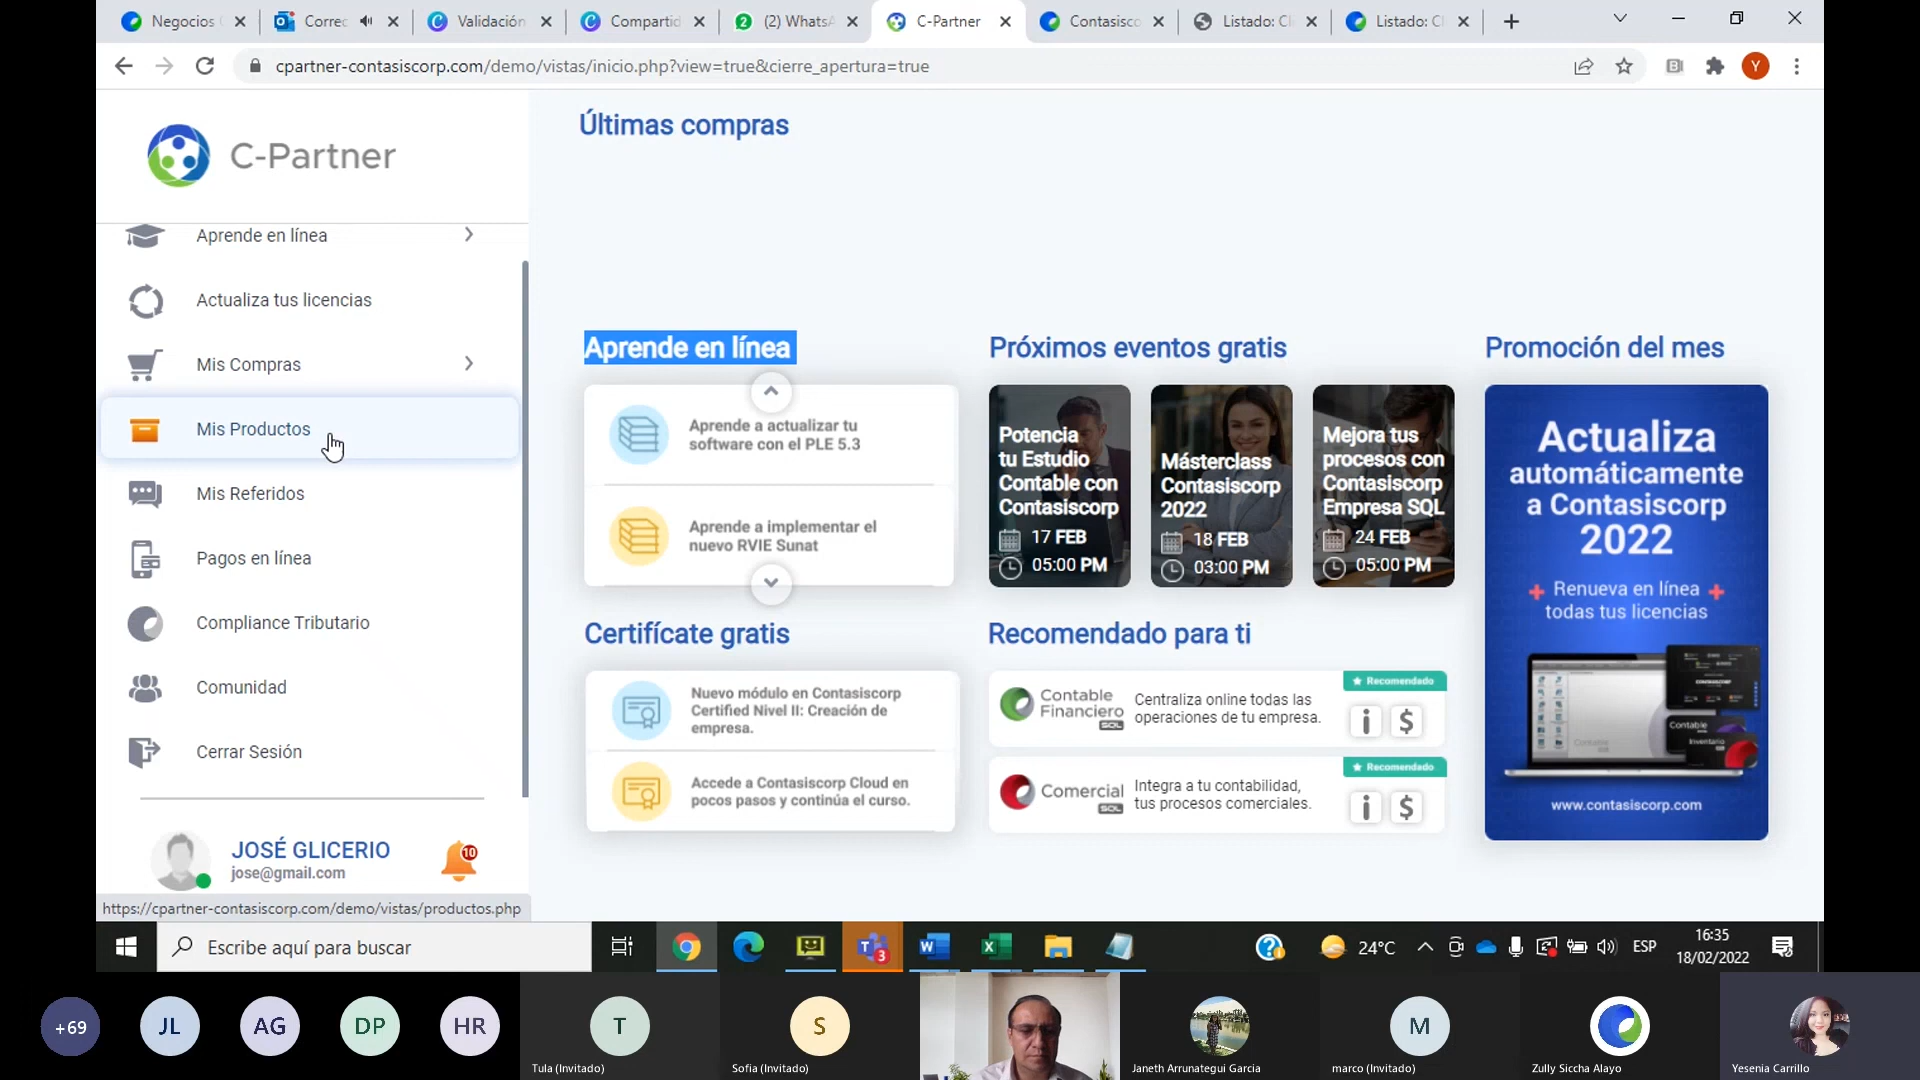 Negocios
Correc
Validación
Compartid
(2) WhatsA
C-Partner
Contasisco
Listado: Cl
Listado: Cl
cpartner-contasiscorp.com/demo/vistas/inicio.php?view=true&cierre_apertura=true
Y
C-Partner
Aprende en línea
Actualiza tus licencias
Mis Compras
Mis Productos
Mis Referidos
Pagos en línea
Compliance Tributario
Comunidad
Cerrar Sesión
JOSÉ GLICERIO
jose@gmail.com
10
https://cpartner-contasiscorp.com/demo/vistas/productos.php
Últimas compras
Aprende en línea
Aprende a actualizar tu
software con el PLE 5.3
Aprende a implementar el
nuevo RVIE Sunat
Próximos eventos gratis
Potencia
tu Estudio
Contable con
Contasiscorp
17 FEB
05:00 PM
Másterclass
Contasiscorp
2022
18 FEB
03:00 PM
Mejora tus
procesos con
Contasiscorp
Empresa SQL
24 FEB
05:00 PM
Promoción del mes
Actualiza
automáticamente
a Contasiscorp
2022
Renueva en línea
todas tus licencias
Contable
Inventario
www.contasiscorp.com
Certifícate gratis
Nuevo módulo en Contasiscorp
Certified Nivel II: Creación de
empresa.
Accede a Contasiscorp Cloud en
pocos pasos y continúa el curso.
Recomendado para ti
Contable
Financiero
SQL
Centraliza online todas las
operaciones de tu empresa.
Recomendado
i $
Comercial
SQL
Integra a tu contabilidad,
tus procesos comerciales.
Recomendado
i $
Escribe aquí para buscar
3
24°C
ESP
16:35
18/02/2022
+69
JL
AG
DP
HR
T
Tula (Invitado)
S
Sofia (Invitado)
Janeth Arrunategui Garcia
M
marco (Invitado)
Zully Siccha Alayo
Yesenia Carrillo